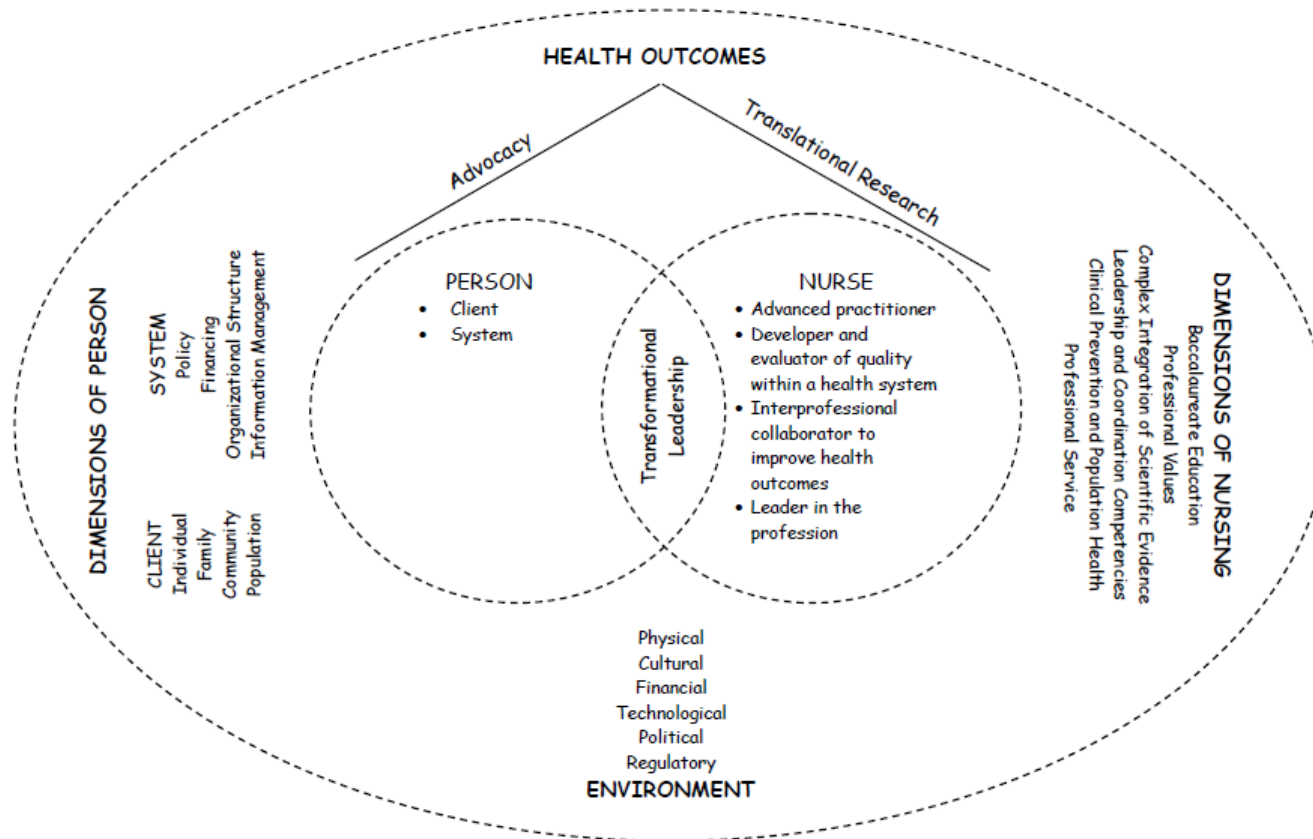 HEALTH OUTCOMES
Advocacy
Translational Research
DIMENSIONS OF PERSON
SYSTEM
Policy
Financing
Organizational Structure
Information Management
CLIENT
Individual
Family
Community
Population
PERSON
• Client
• System
Transformational
Leadership
NURSE
• Advanced practitioner
• Developer and
evaluator of quality
within a health system
• Interprofessional
collaborator to
improve health
outcomes
• Leader in the
profession
DIMENSIONS OF NURSING
Baccalaureate Education
Professional Values
Complex Integration of Scientific Evidence
Leadership and Coordination Competencies
Clinical Prevention and Population Health
Professional Service
Physical
Cultural
Financial
Technological
Political
Regulatory
ENVIRONMENT